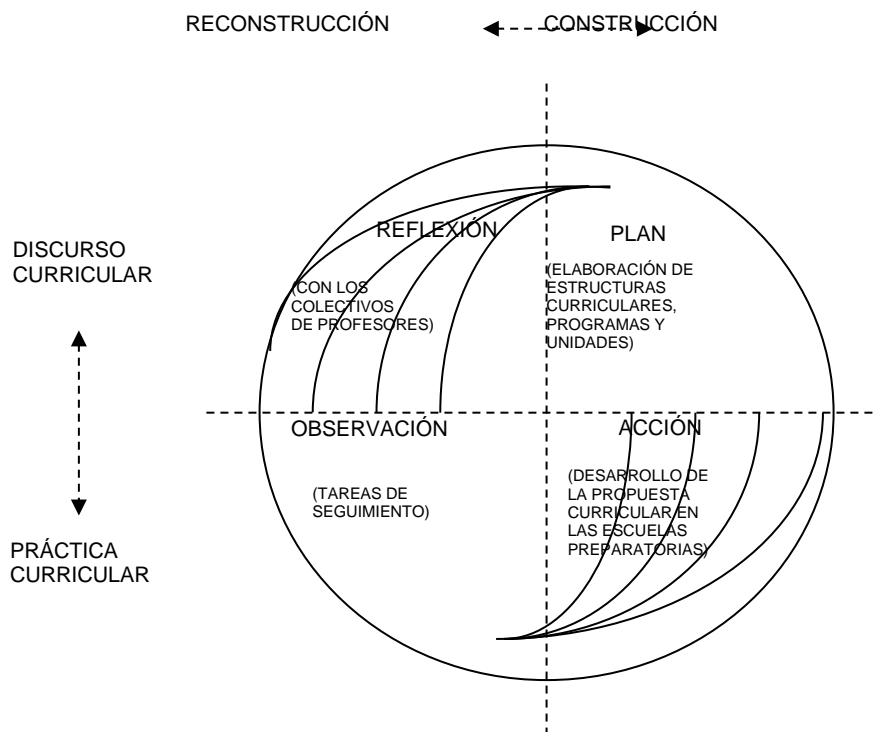 RECONSTRUCCIÓN
CONSTRUCCIÓN
REFLEXIÓN
PLAN
DISCURSO
CURRICULAR
(CON LOS
COLECTIVOS
DE PROFESORES)
(ELABORACIÓN DE
ESTRUCTURAS
CURRICULARES,
PROGRAMAS Y
UNIDADES)
OBSERVACIÓN
ACCIÓN
(TAREAS DE
SEGUIMIENTO)
(DESARROLLO DE
LA PROPUESTA
CURRICULAR EN
LAS ESCUELAS
PREPARATORIAS)
PRÁCTICA
CURRICULAR